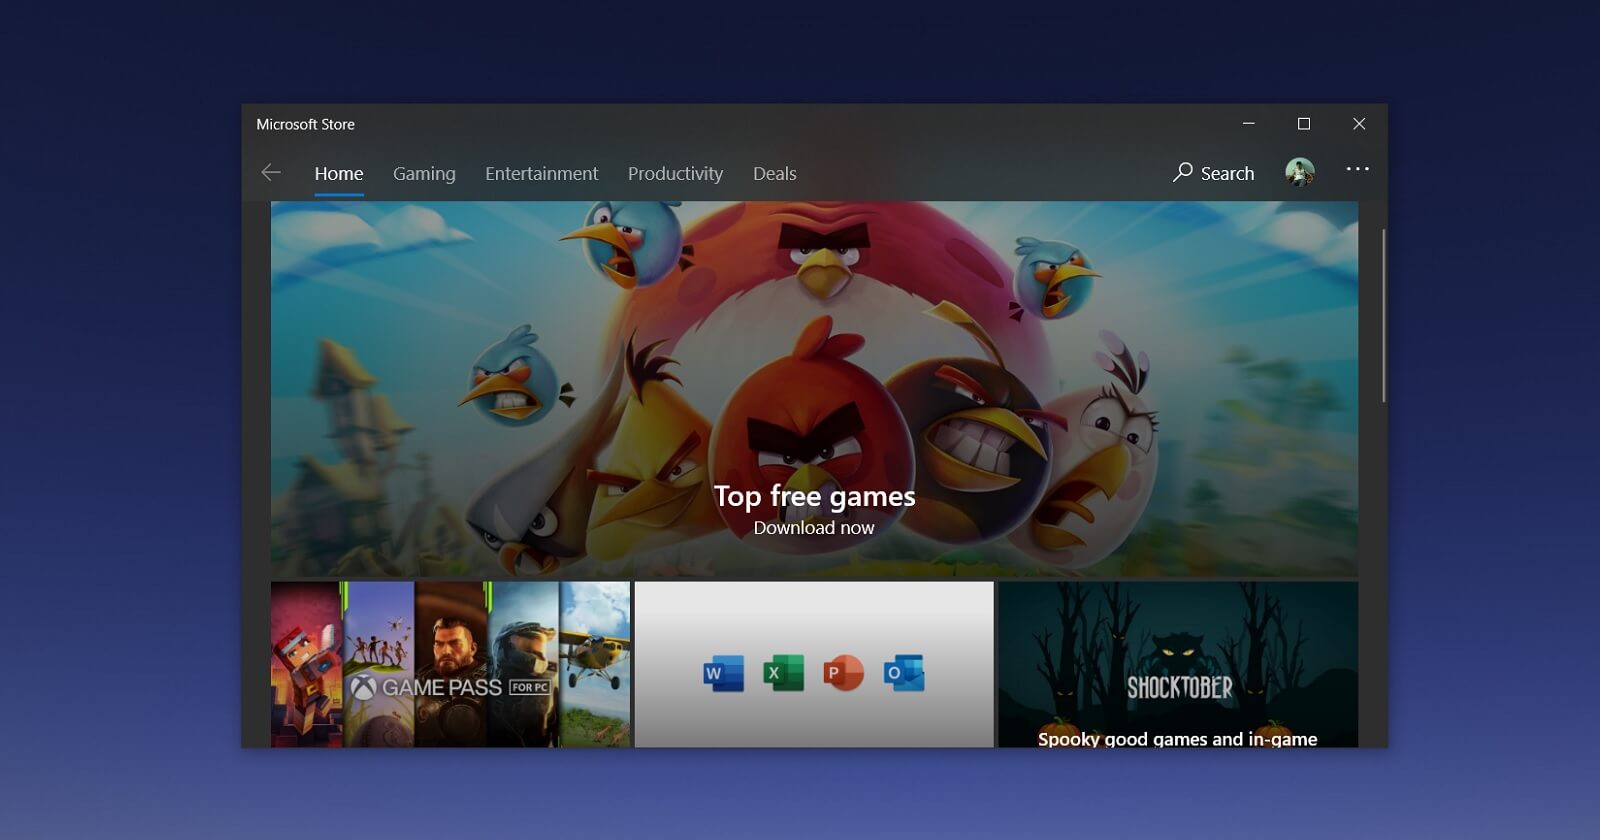 Microsoft Store
Home Gaming Entertainment Productivity Deals Search
Top free games
Download now
GAME PASS FOR PC
W X P O
SHOCKTOBER
Spooky good games and in-game